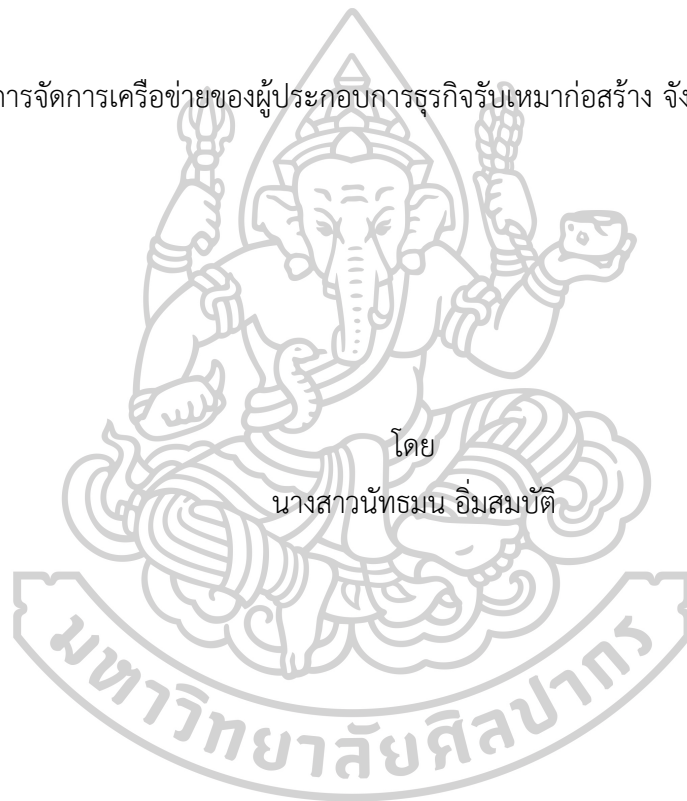 การจัดการเครือข่ายของผู้ประกอบการธุรกิจรับเหมาก่อสร้าง จัง
โดย
นางสาวนัทธมน อิ่มสมบัติ
มหาวิทยาลัยศิลปากร